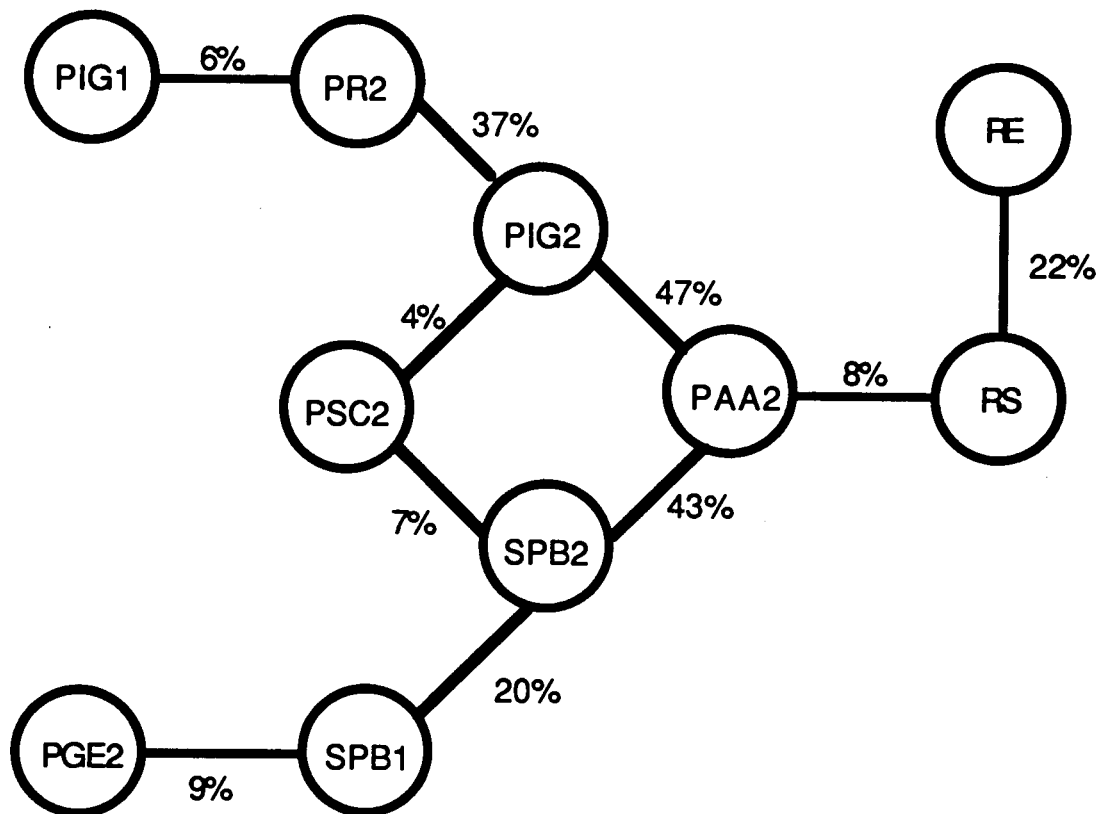 PIG1
6%
PR2
37%
RE
PIG2
22%
47%
4%
PSC2
PAA2
8%
RS
7%
43%
SPB2
20%
PGE2
9%
SPB1